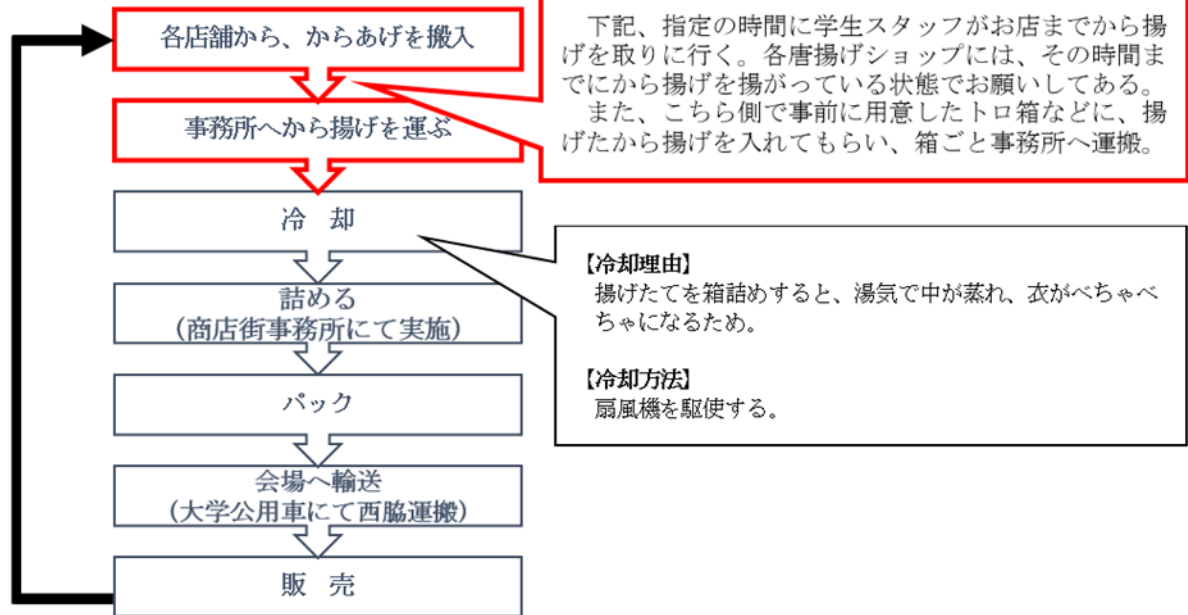 各店舗から、からあげを搬入
事務所へから揚げを運ぶ
冷　却
詰める
（商店街事務所にて実施）
パック
会場へ輸送
（大学公用車にて西脇運搬）
販　売
　下記、指定の時間に学生スタッフがお店までから揚
げを取りに行く。各唐揚げショップには、その時間ま
でにから揚げを揚がっている状態でお願いしてある。
　また、こちら側で事前に用意したトロ箱などに、揚
げたから揚げを入れてもらい、箱ごと事務所へ運搬。
【冷却理由】
揚げたてを箱詰めすると、湯気で中が蒸れ、衣がべちゃべ
ちゃになるため。
【冷却方法】
扇風機を駆使する。